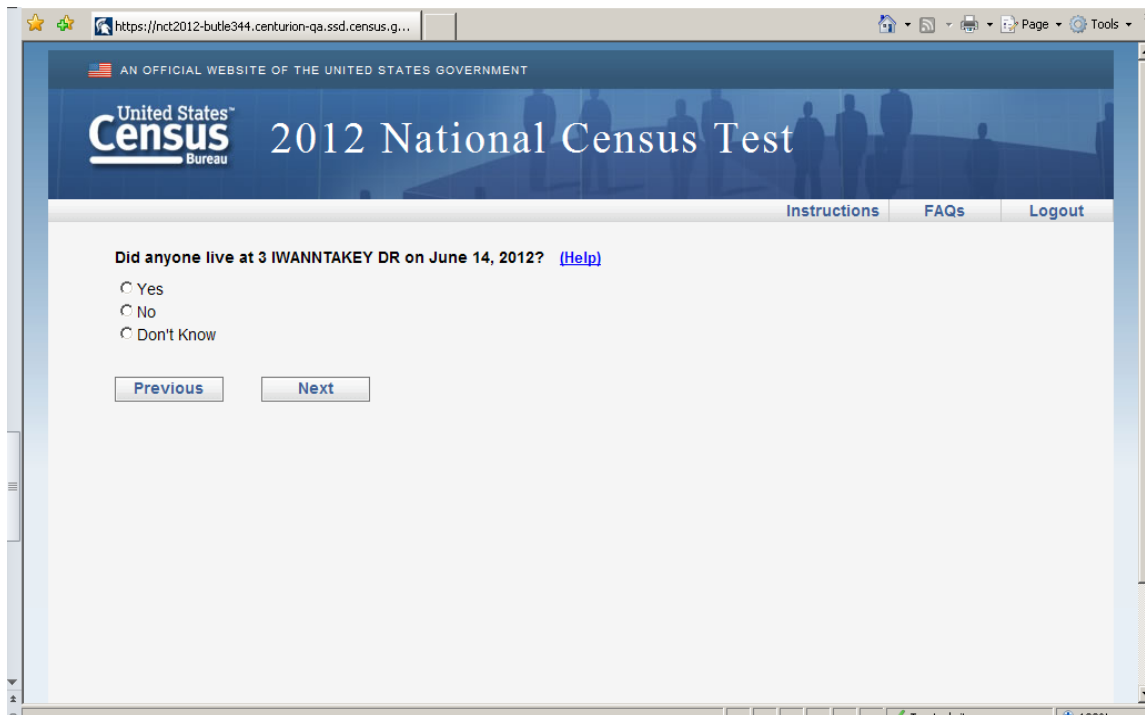 https://nct2012-butle344.centurion-qa.ssd.census.g...
Page
Tools
AN OFFICIAL WEBSITE OF THE UNITED STATES GOVERNMENT
United States™
Census
Bureau
2012 National Census Test
Instructions FAQs Logout
Did anyone live at 3 IWANNTAKEY DR on June 14, 2012? (Help)
Yes
No
Don't Know
Previous Next